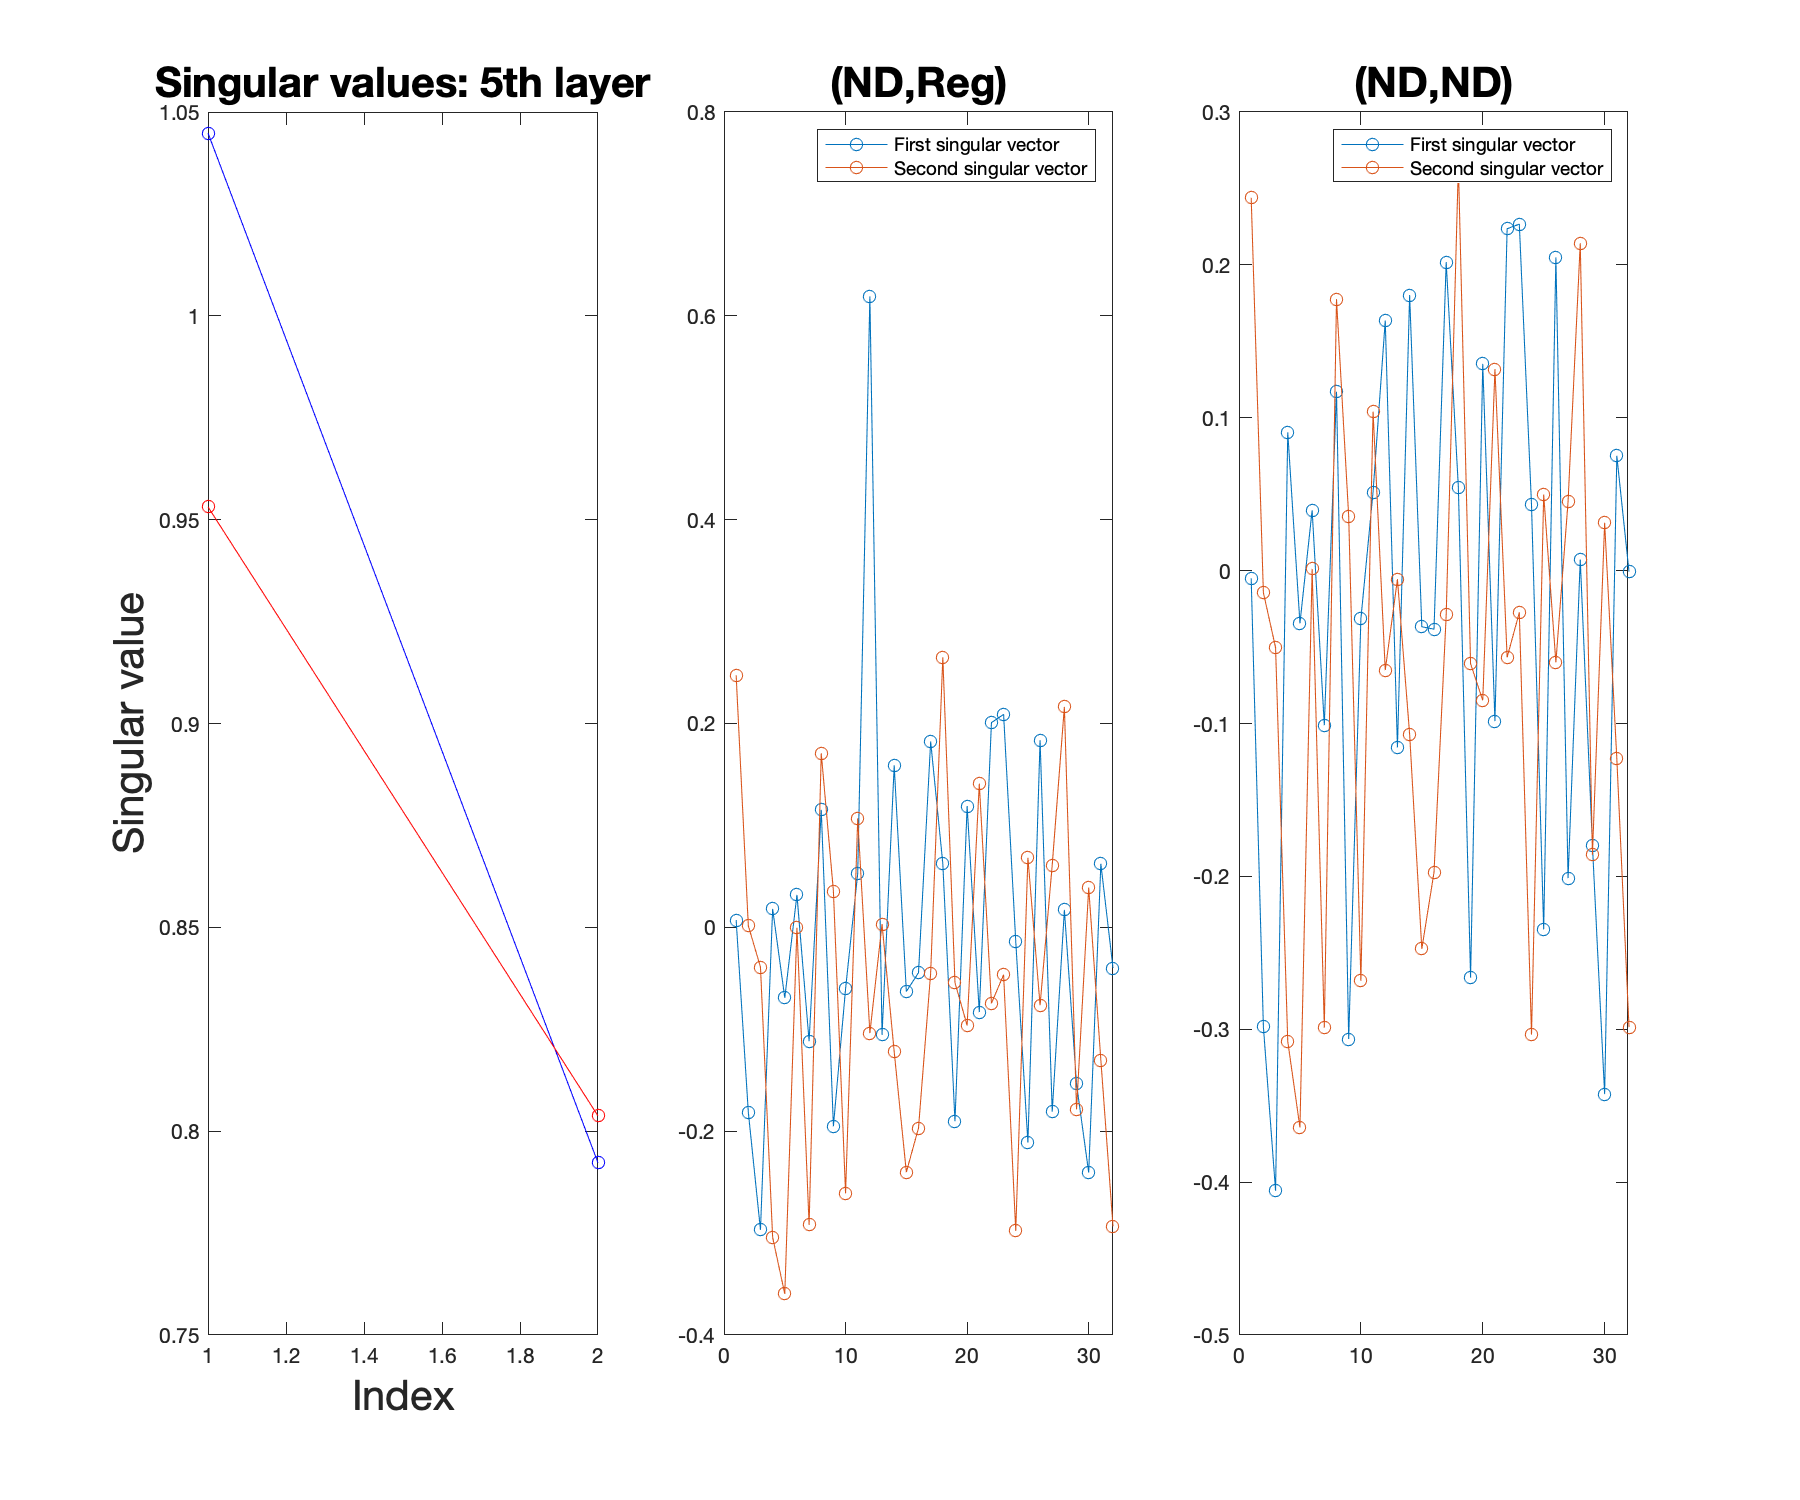 Singular values: 5th layer
1.05
1
0.95
0.9
0.85
0.8
0.75
Singular value
1 1.2 1.4 1.6 1.8 2
Index
(ND,Reg)
First singular vector
Second singular vector
0.8
0.6
0.4
0.2
0
-0.2
-0.4
0 10 20 30
(ND,ND)
First singular vector
Second singular vector
0.3
0.2
0.1
0
-0.1
-0.2
-0.3
-0.4
-0.5
0 10 20 30